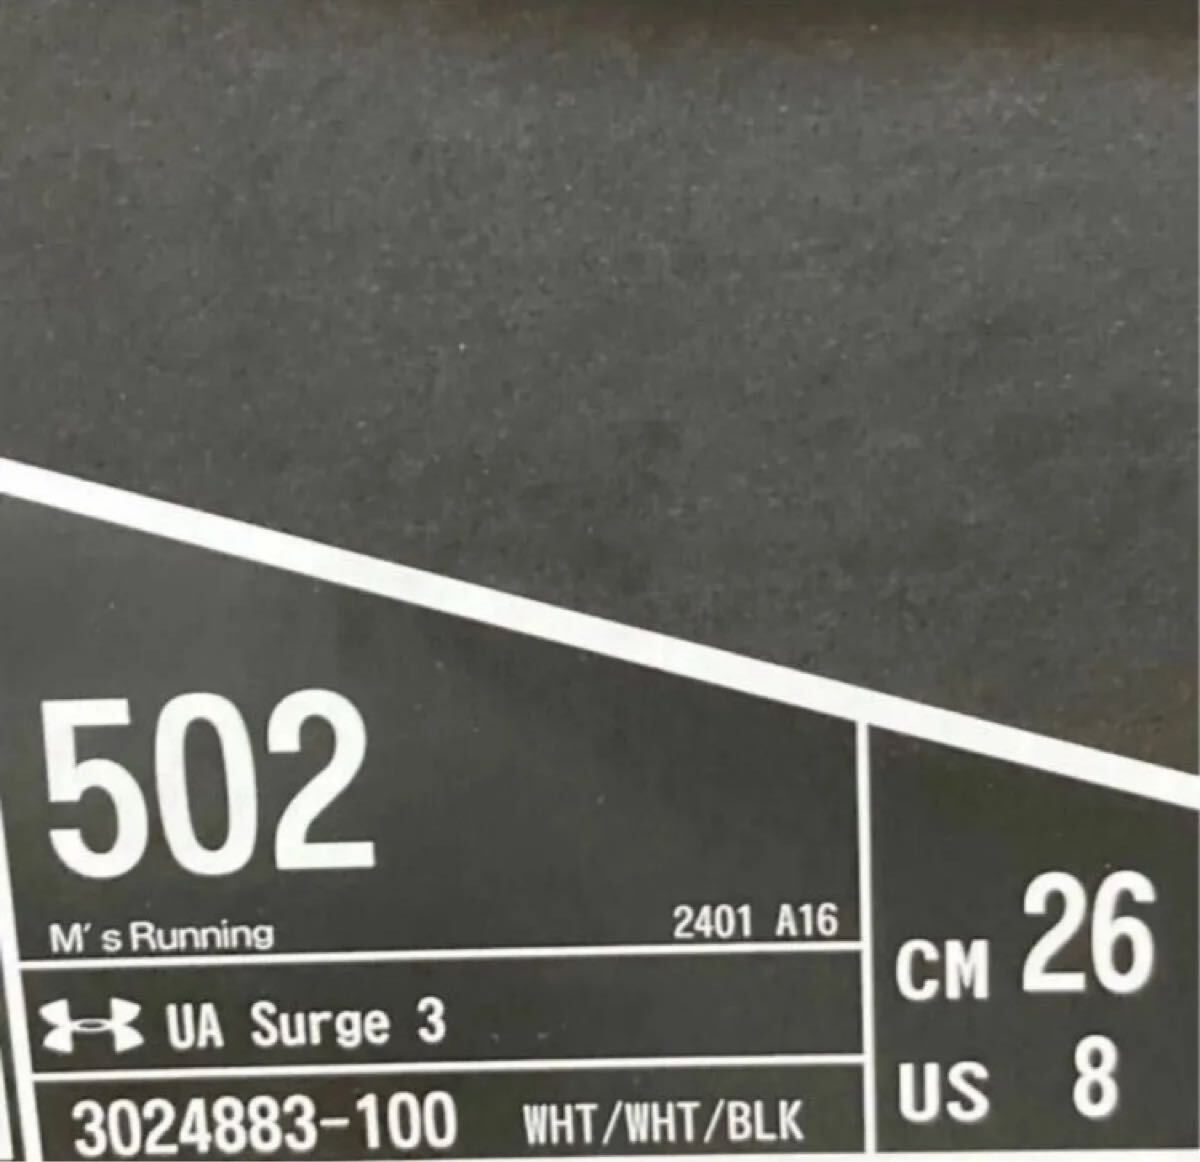 502
M's Running
2401 A16
UA Surge 3
3024883-100
WHT/WHT/BLK
CM 26
US 8